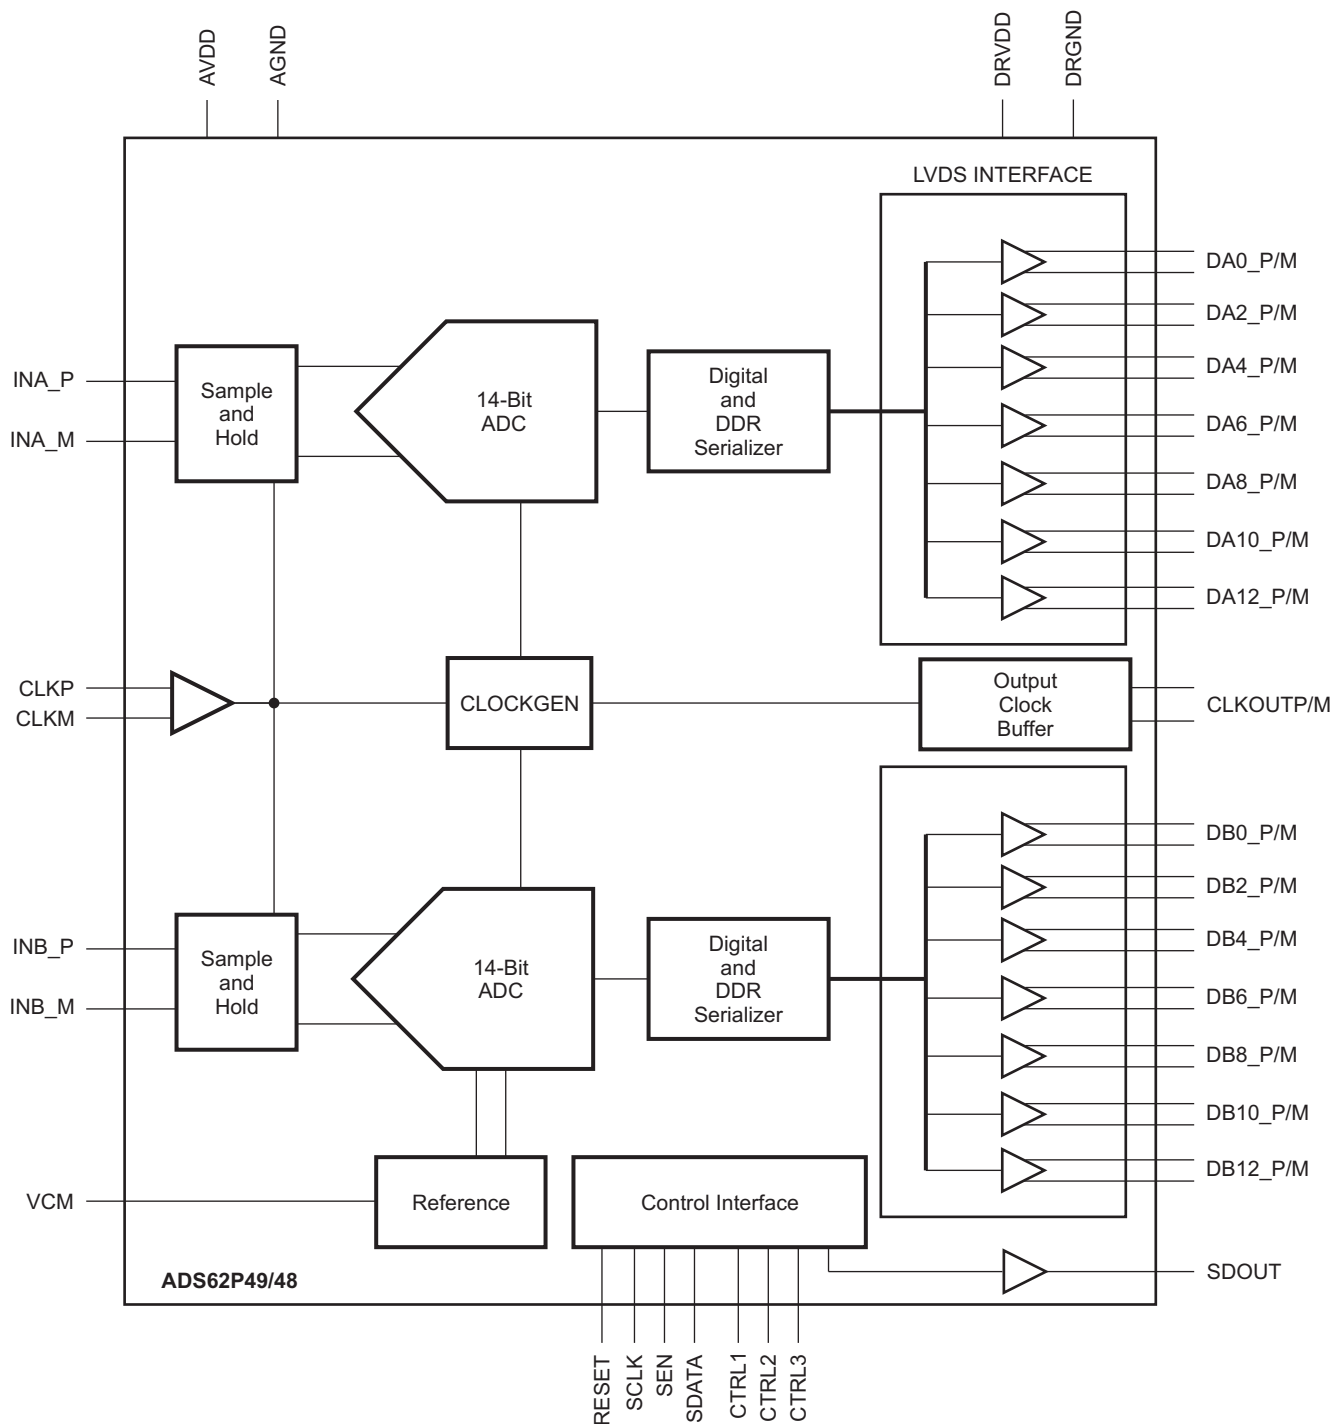 AVDD
AGND
DRVDD
DRGND
LVDS INTERFACE
DA0_P/M
DA2_P/M
DA4_P/M
DA6_P/M
DA8_P/M
DA10_P/M
DA12_P/M
INA_P
INA_M
Sample
and
Hold
14-Bit
ADC
Digital
and
DDR
Serializer
CLKP
CLKM
CLOCKGEN
Output
Clock
Buffer
CLKOUTP/M
INB_P
INB_M
Sample
and
Hold
14-Bit
ADC
Digital
and
DDR
Serializer
DB0_P/M
DB2_P/M
DB4_P/M
DB6_P/M
DB8_P/M
DB10_P/M
DB12_P/M
VCM
Reference
Control Interface
SDOUT
ADS62P49/48
RESET
SCLK
SEN
SDATA
CTRL1
CTRL2
CTRL3